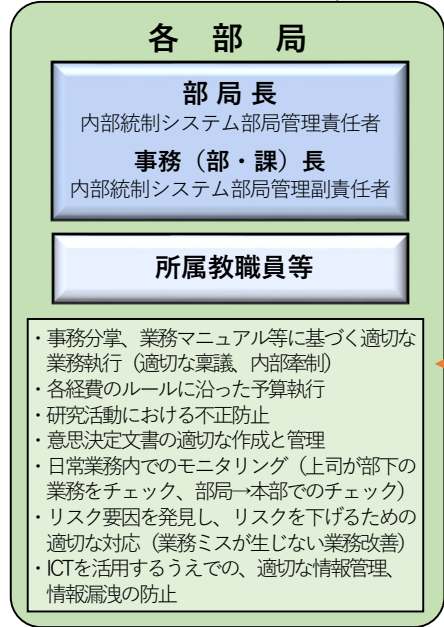 各部局
部局長
内部統制システム部局管理責任者
事務（部・課）長
内部統制システム部局管理副責任者
所属教職員等
・事務分掌、業務マニュアル等に基づく適切な
業務執行（適切な稟議、内部牽制）
・各経費のルールに沿った予算執行
・研究活動における不正防止
・意思決定文書の適切な作成と管理
・日常業務内でのモニタリング（上司が部下の
業務をチェック、部局→本部でのチェック）
・リスク要因を発見し、リスクを下げるための
適切な対応（業務ミスが生じない業務改善）
・ICTを活用するうえでの、適切な情報管理、
情報漏洩の防止